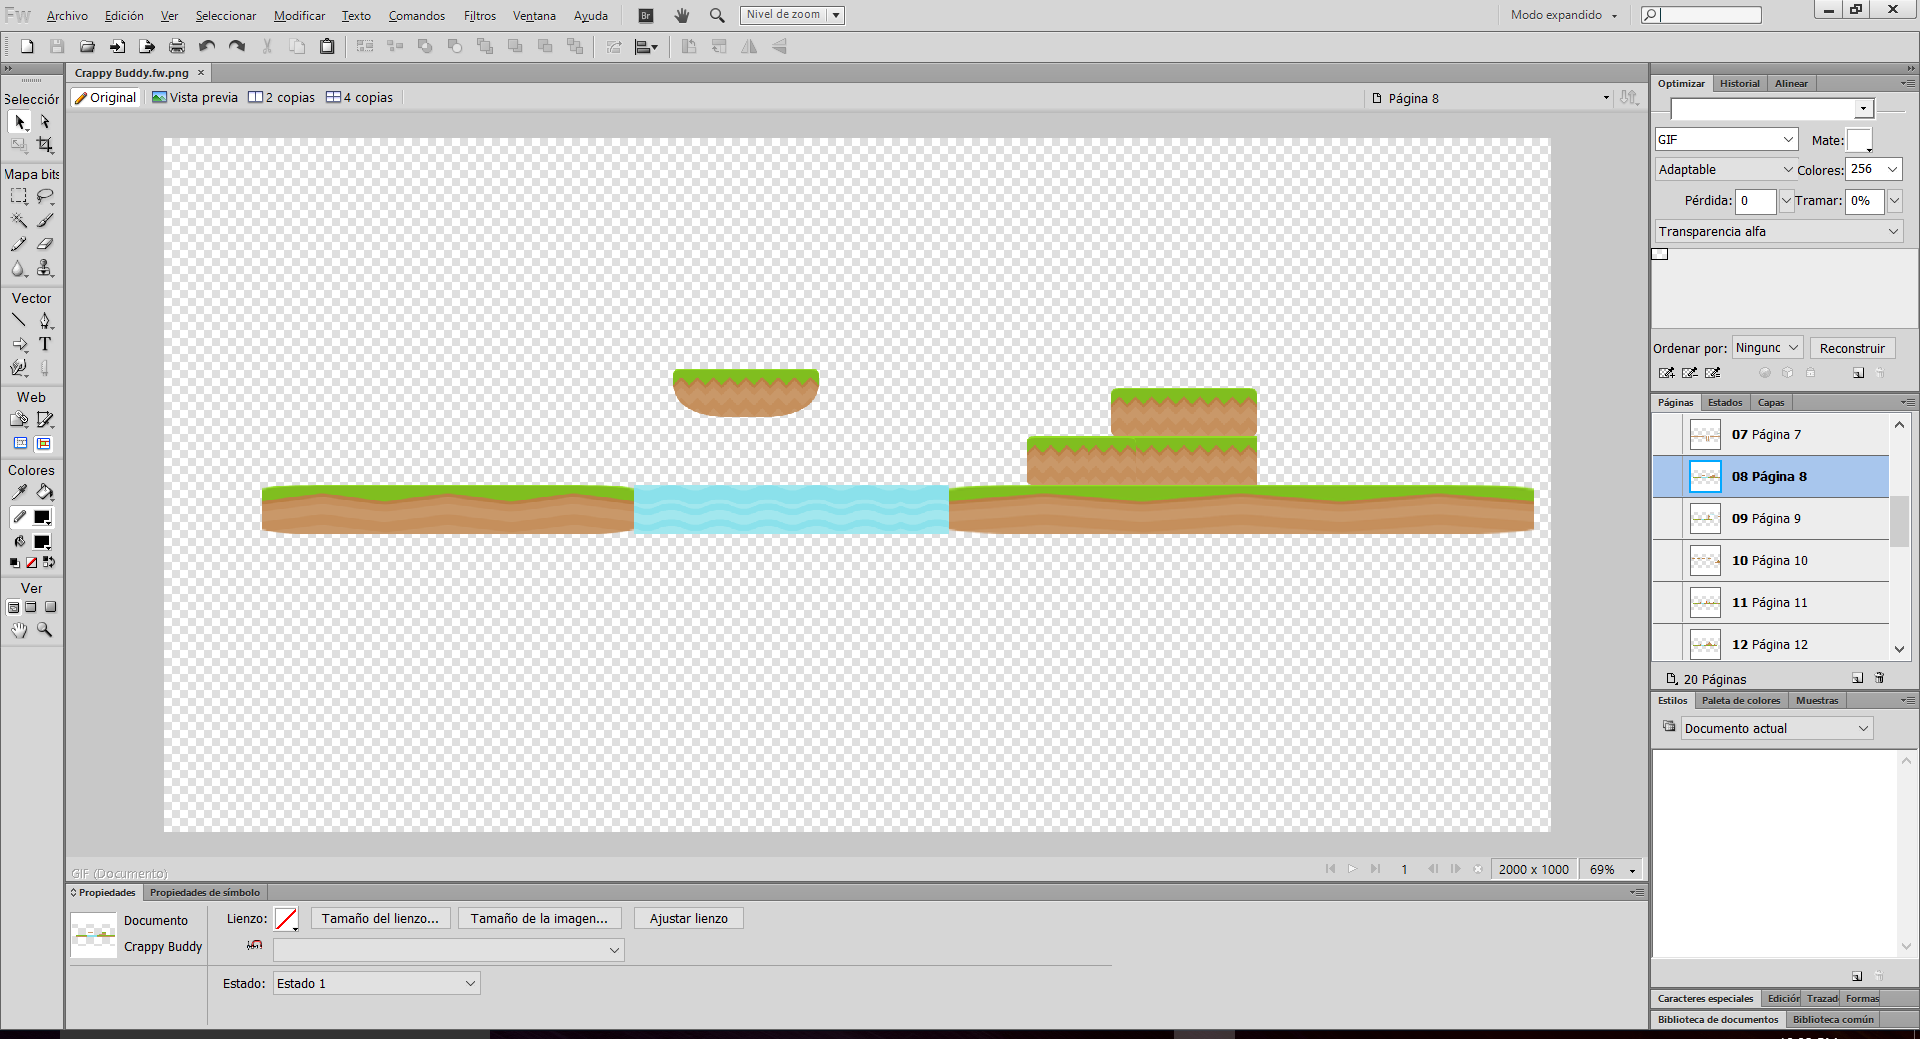 Fw Archivo Edición Ver Seleccionar Modificar Texto Comandos Filtros Ventana Ayuda Br Nivel de zoom Modo expandido
Crappy Buddy.fw.png ×
Original Vista previa 2 copias 4 copias Página 8
Selección
Mapa bits
Vector
T
Web
Colores
Ver
Optimizar Historial Alinear
GIF Mate:
Adaptable Colores: 256
Pérdida: 0 Tramar: 0%
Transparencia alfa
Ordenar por: Ningunc Reconstruir
Páginas Estados Capas
07 Página 7
08 Página 8
09 Página 9
10 Página 10
11 Página 11
12 Página 12
20 Páginas
Estilos Paleta de colores Muestras
Documento actual
Caracteres especiales Edición Trazad Formas
Biblioteca de documentos Biblioteca común
GIF (Documento) 1 2000 x 1000 69%
Propiedades Propiedades de símbolo
Documento Lienzo: Tamaño del lienzo... Tamaño de la imagen... Ajustar lienzo
Crappy Buddy
Estado: Estado 1